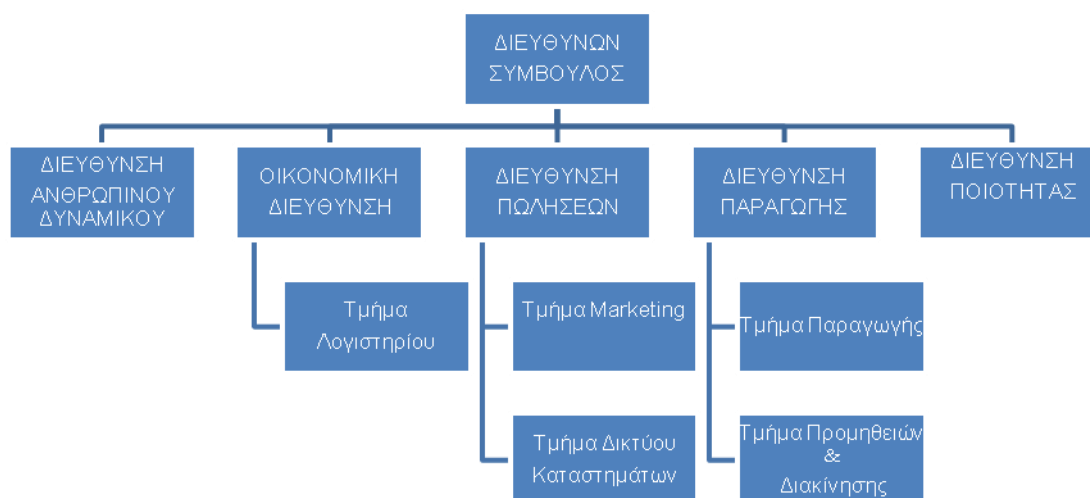 ΔΙΕΥΘΥΝΩΝ
ΣΥΜΒΟΥΛΟΣ
ΔΙΕΥΘΥΝΣΗ
ΑΝΘΡΩΠΙΝΟΥ
ΔΥΝΑΜΙΚΟΥ
ΟΙΚΟΝΟΜΙΚΗ
ΔΙΕΥΘΥΝΣΗ
ΔΙΕΥΘΥΝΣΗ
ΠΩΛΗΣΕΩΝ
ΔΙΕΥΘΥΝΣΗ
ΠΑΡΑΓΩΓΗΣ
ΔΙΕΥΘΥΝΣΗ
ΠΟΙΟΤΗΤΑΣ
Τμήμα
Λογιστηρίου
Τμήμα Marketing
Τμήμα Παραγωγής
Τμήμα Δικτύου
Καταστημάτων
Τμήμα Προμηθειών
&
Διακίνησης